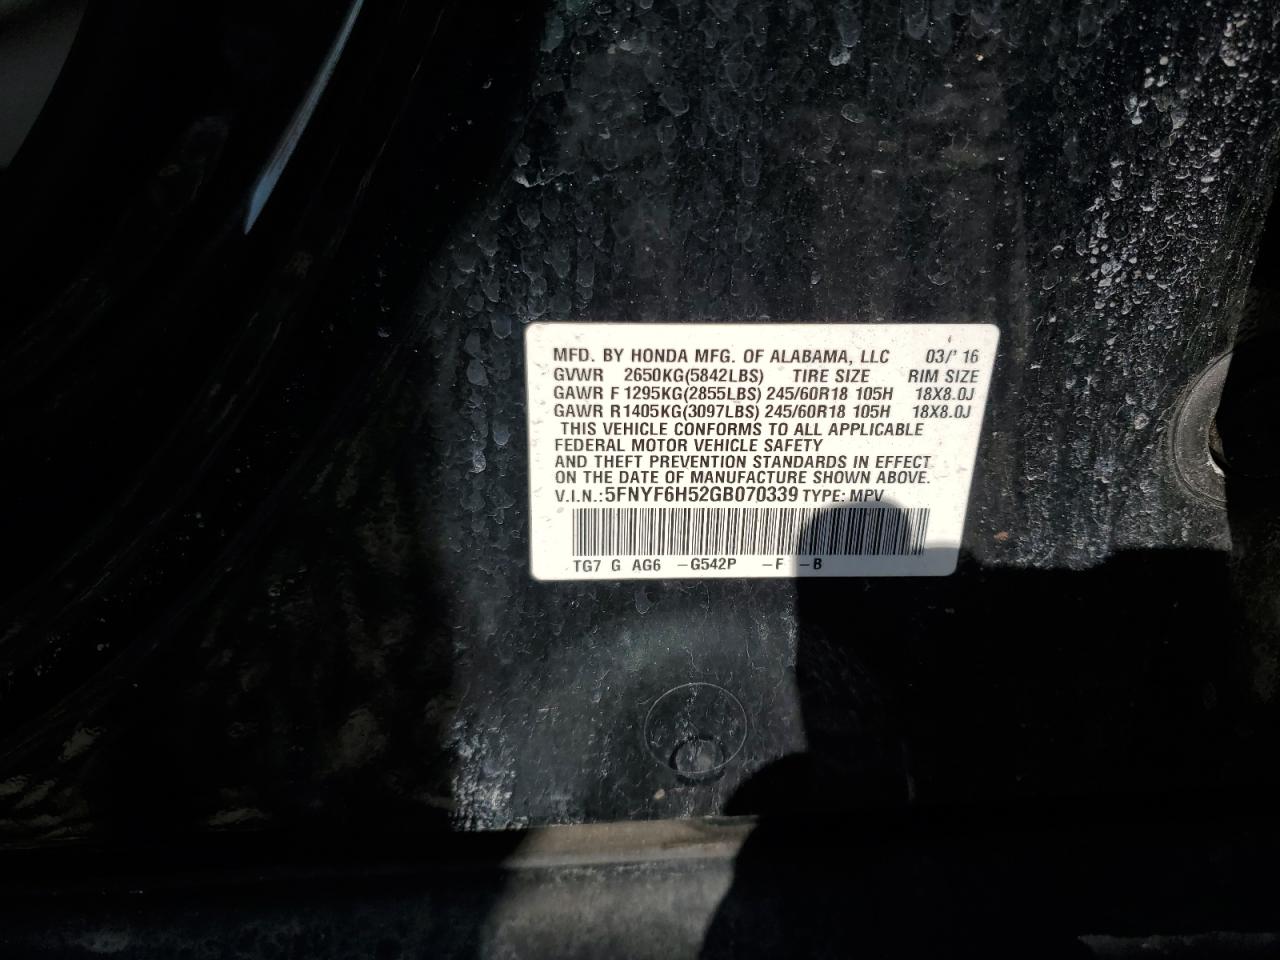 MFD. BY HONDA MFG. OF ALABAMA, LLC 03/'16
GVWR 2650KG(5842LBS) TIRE SIZE RIM SIZE
GAWR F 1295KG(2855LBS) 245/60R18 105H 18X8.0J
GAWR R1405KG(3097LBS) 245/60R18 105H 18X8.0J
THIS VEHICLE CONFORMS TO ALL APPLICABLE
FEDERAL MOTOR VEHICLE SAFETY
AND THEFT PREVENTION STANDARDS IN EFFECT
ON THE DATE OF MANUFACTURE SHOWN ABOVE.
V.I.N.:5FNYF6H52GB070339 TYPE: MPV
TG7 G AG6 -G542P -F -B